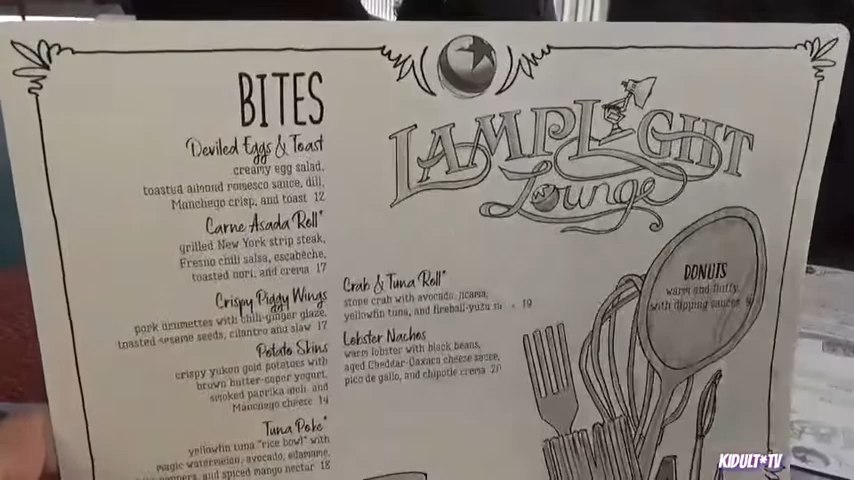 BITES
Deviled Eggs & Toast
creamy egg salad,
toasted almond romesco sauce, dill,
Manchego crisp, and toast 12
Carne Asada Roll*
grilled New York strip steak,
Fresno chili salsa, escabèche,
toasted nori, and crema 17
Crispy Piggy Wings
pork drumettes with chili-ginger glaze,
toasted sesame seeds, cilantro and slaw 17
Potato Skins
crispy yukon gold potatoes with
brown butter-caper yogurt,
smoked paprika aioli and
Manchego cheese 14
Tuna Poke*
yellowfin tuna "rice bowl" with
magic watermelon, avocado, edamame,
peppers, and spiced mango nectar 18
LAMPLIGHT
Lounge
Crab & Tuna Roll*
stone crab with avocado, jicama,
yellowfin tuna, and fireball-yuzu 19
Lobster Nachos
warm lobster with black beans,
aged Cheddar-Oaxaca cheese sauce,
pico de gallo, and chipotle crema 20
DONUTS
warm and fluffy
with dipping sauces 9
KIDULT*TV